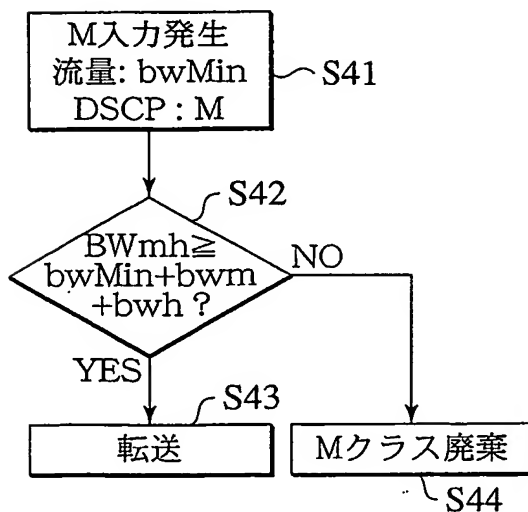 M入力発生
流量: bwMin
DSCP : M
S41
S42
BWmh≧
bwMin+bwm
+bwh ?
NO
YES
S43
転送
Mクラス廃棄
S44